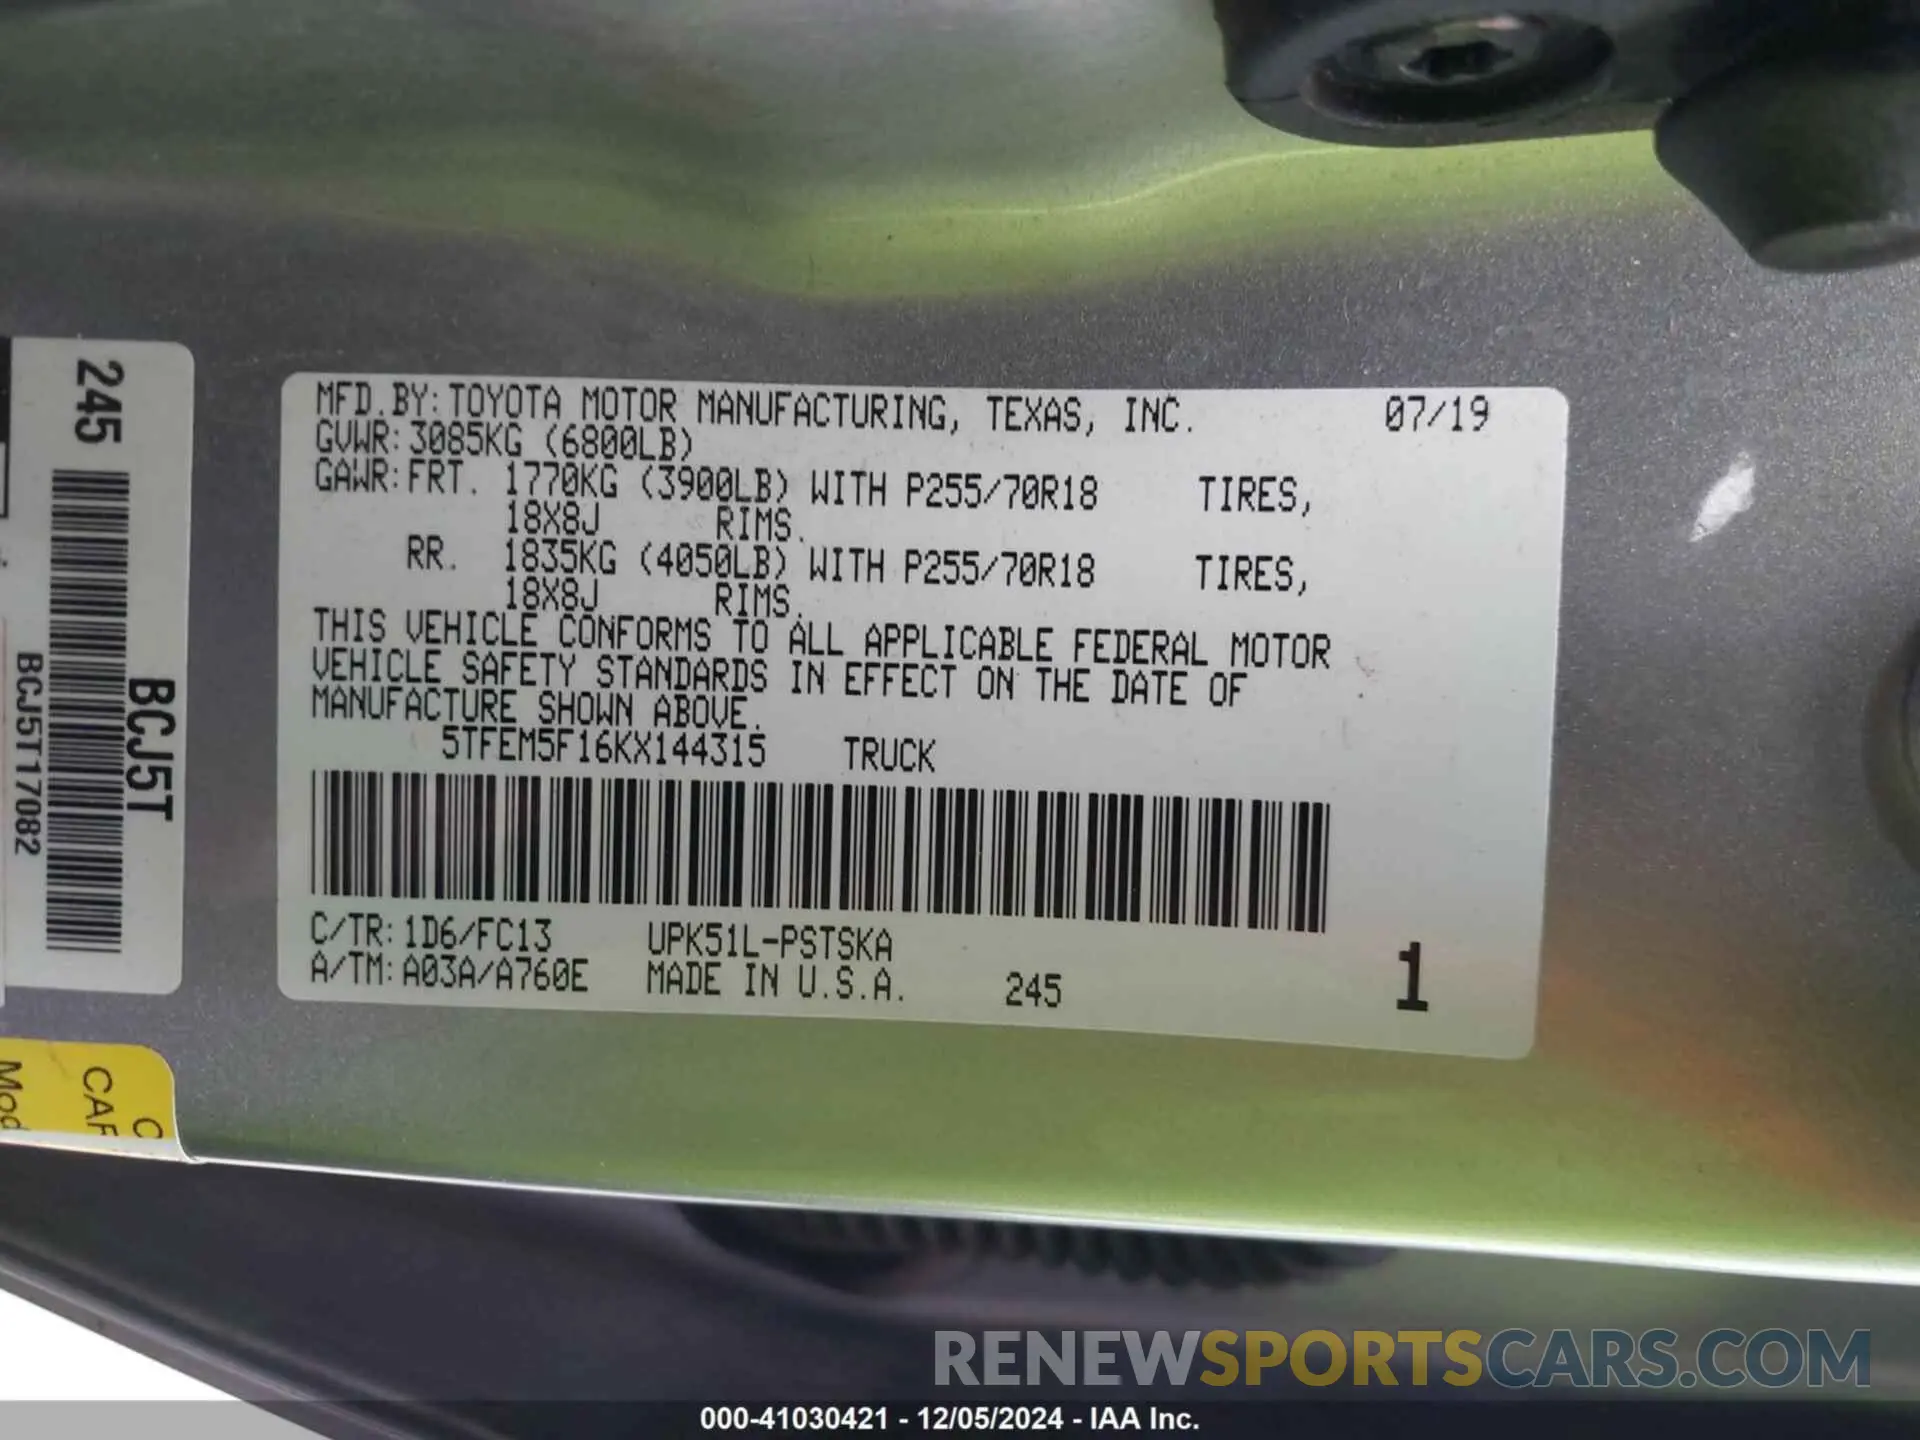 MFD.BY:TOYOTA MOTOR MANUFACTURING, TEXAS, INC. 07/19
GVWR:3085KG (6800LB)
GAWR:FRT. 1770KG (3900LB) WITH P255/70R18 TIRES,
18X8J RIMS.
RR. 1835KG (4050LB) WITH P255/70R18 TIRES,
18X8J RIMS.
THIS VEHICLE CONFORMS TO ALL APPLICABLE FEDERAL MOTOR
VEHICLE SAFETY STANDARDS IN EFFECT ON THE DATE OF
MANUFACTURE SHOWN ABOVE.
5TFEM5F16KX144315 TRUCK
C/TR:1D6/FC13 UPK51L-PSTSKA
A/TM:A03A/A760E MADE IN U.S.A. 245 1
245
BCJ5T
BCJ5T17082
C
CAF
Mod
RENEWSPORTSCARS.COM
000-41030421 - 12/05/2024 - IAA Inc.